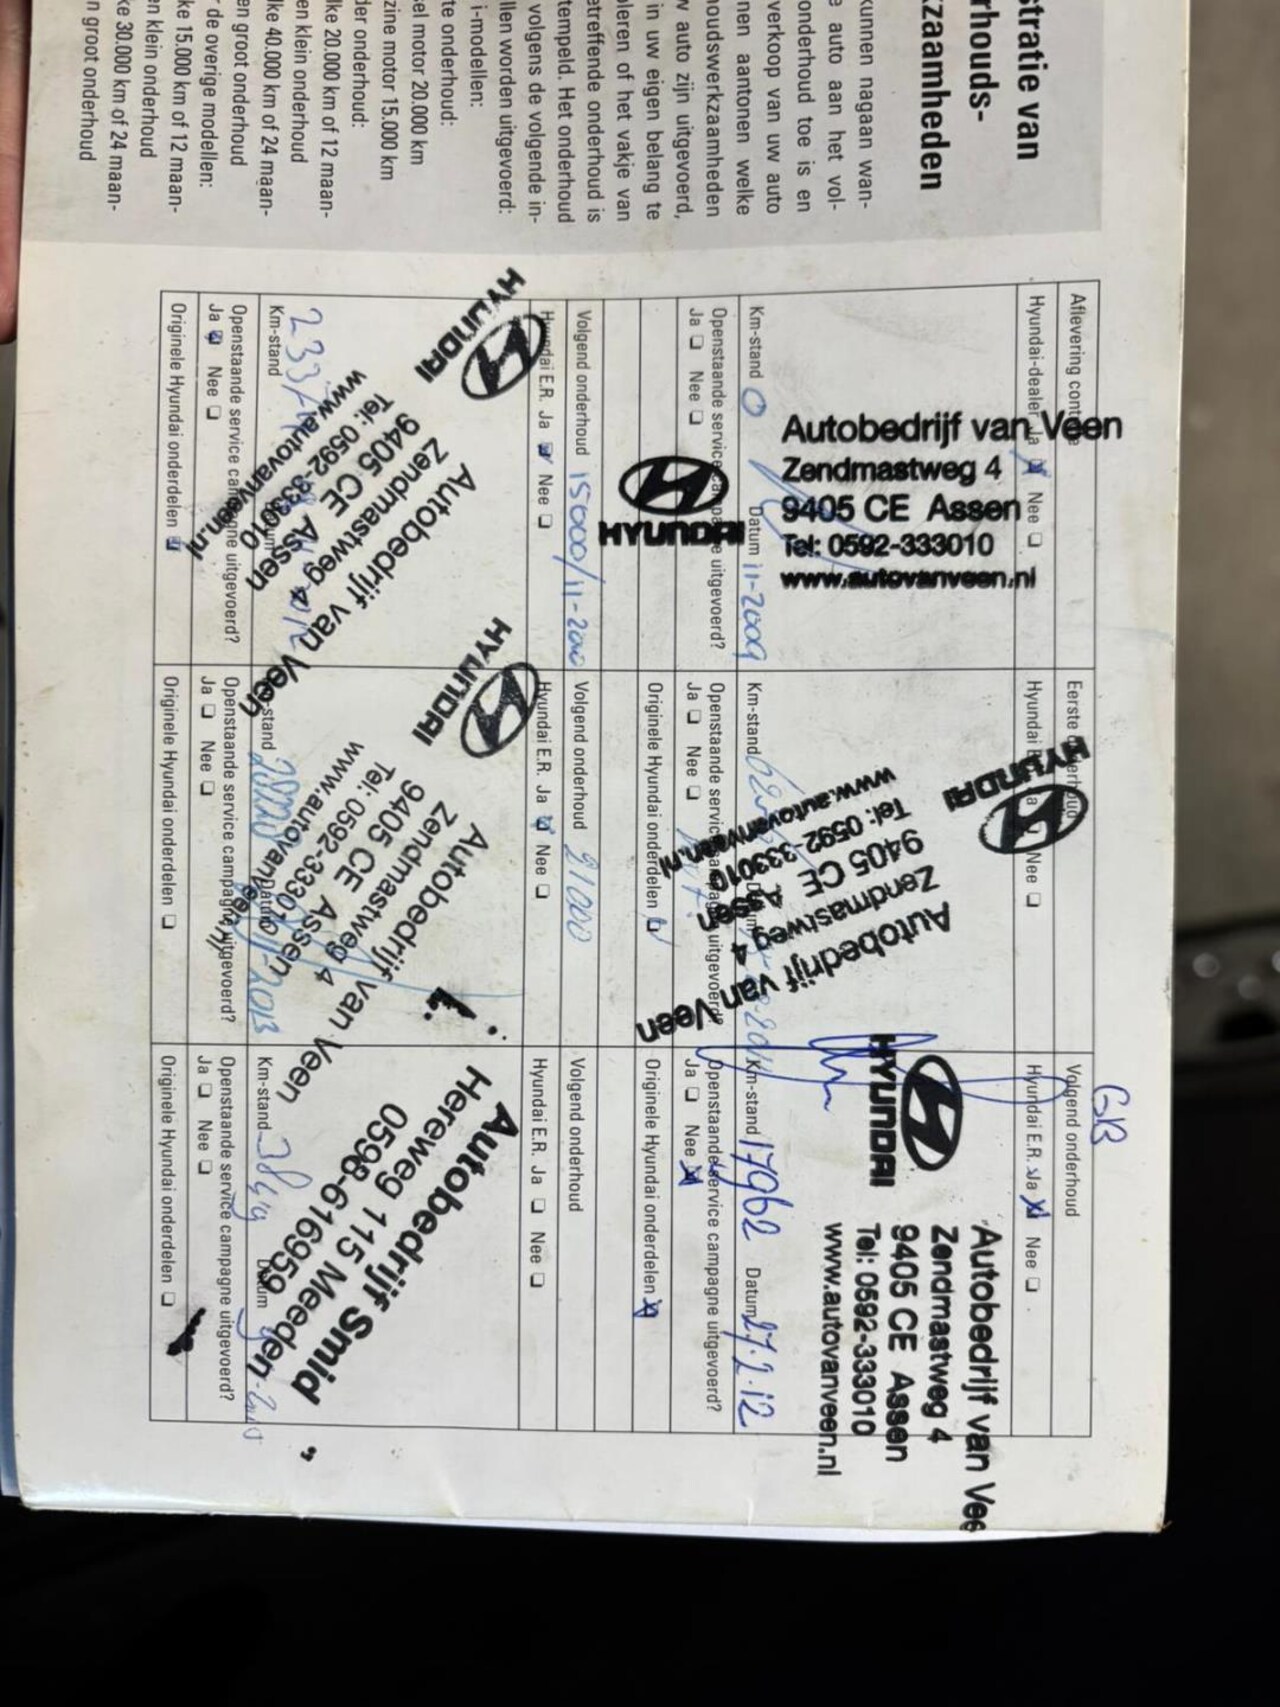 stratie van
rhouds-
kzaamheden
kunnen nagaan wan-
e auto aan het vol-
onderhoud toe is en
verkoop van uw auto
nen aantonen welke
houdswerkzaamheden
w auto zijn uitgevoerd,
in uw eigen belang te
oleren of het vakje van
etreffende onderhoud is
tempeld. Het onderhoud
volgens de volgende in-
llen worden uitgevoerd:
i-modellen:
te onderhoud:
sel motor 20.000 km
zine motor 15.000 km
der onderhoud:
lke 20.000 km of 12 maan-
en klein onderhoud
lke 40.000 km of 24 maan-
en groot onderhoud
r de overige modellen:
ke 15.000 km of 12 maan-
en klein onderhoud
ke 30.000 km of 24 maan-
n groot onderhoud
Aflevering
Hyundai-dealer Ja Nee
Autobedrijf van Veen
Zendmastweg 4
9405 CE Assen
Tel: 0592-333010
www.autovanveen.nl
HYUNDAI
Km-stand 0 Datum 11-2009
Openstaande service campagne uitgevoerd?
Ja Nee
Volgend onderhoud 15000/11-2010
Hyundai E.R. Ja Nee
HYUNDAI
Autobedrijf van Veen
Zendmastweg 4
9405 CE Assen
Tel: 0592-333010
www.autovanveen.nl
Km-stand
Openstaande service campagne uitgevoerd?
Ja Nee
Originele Hyundai onderdelen
Eerste onderhoud
Hyundai Nee
HYUNDAI
Autobedrijf van Veen
Zendmastweg 4
9405 CE Assen
Tel: 0592-333010
www.autovanveen.nl
Km-stand
Openstaande service campagne uitgevoerd?
Ja Nee
Originele Hyundai onderdelen
Volgend onderhoud 21000
Hyundai E.R. Ja Nee
HYUNDAI
Autobedrijf van Veen
Zendmastweg 4
9405 CE Assen
Tel: 0592-333010
www.autovanveen
Datum 2013
Openstaande service campagne uitgevoerd?
Ja Nee
Originele Hyundai onderdelen
GB
Volgend onderhoud
Hyundai E.R. Ja Nee
HYUNDAI
Autobedrijf van Vee
Zendmastweg 4
9405 CE Assen
Tel: 0592-333010
www.autovanveen.nl
Km-stand 17962 Datum 27.2.12
Openstaande service campagne uitgevoerd?
Ja Nee
Originele Hyundai onderdelen
Volgend onderhoud
Hyundai E.R. Ja Nee
Autobedrijf Smid
Hereweg 115 Meeden
0598-616959
Km-stand Datum
Openstaande service campagne uitgevoerd?
Ja Nee
Originele Hyundai onderdelen